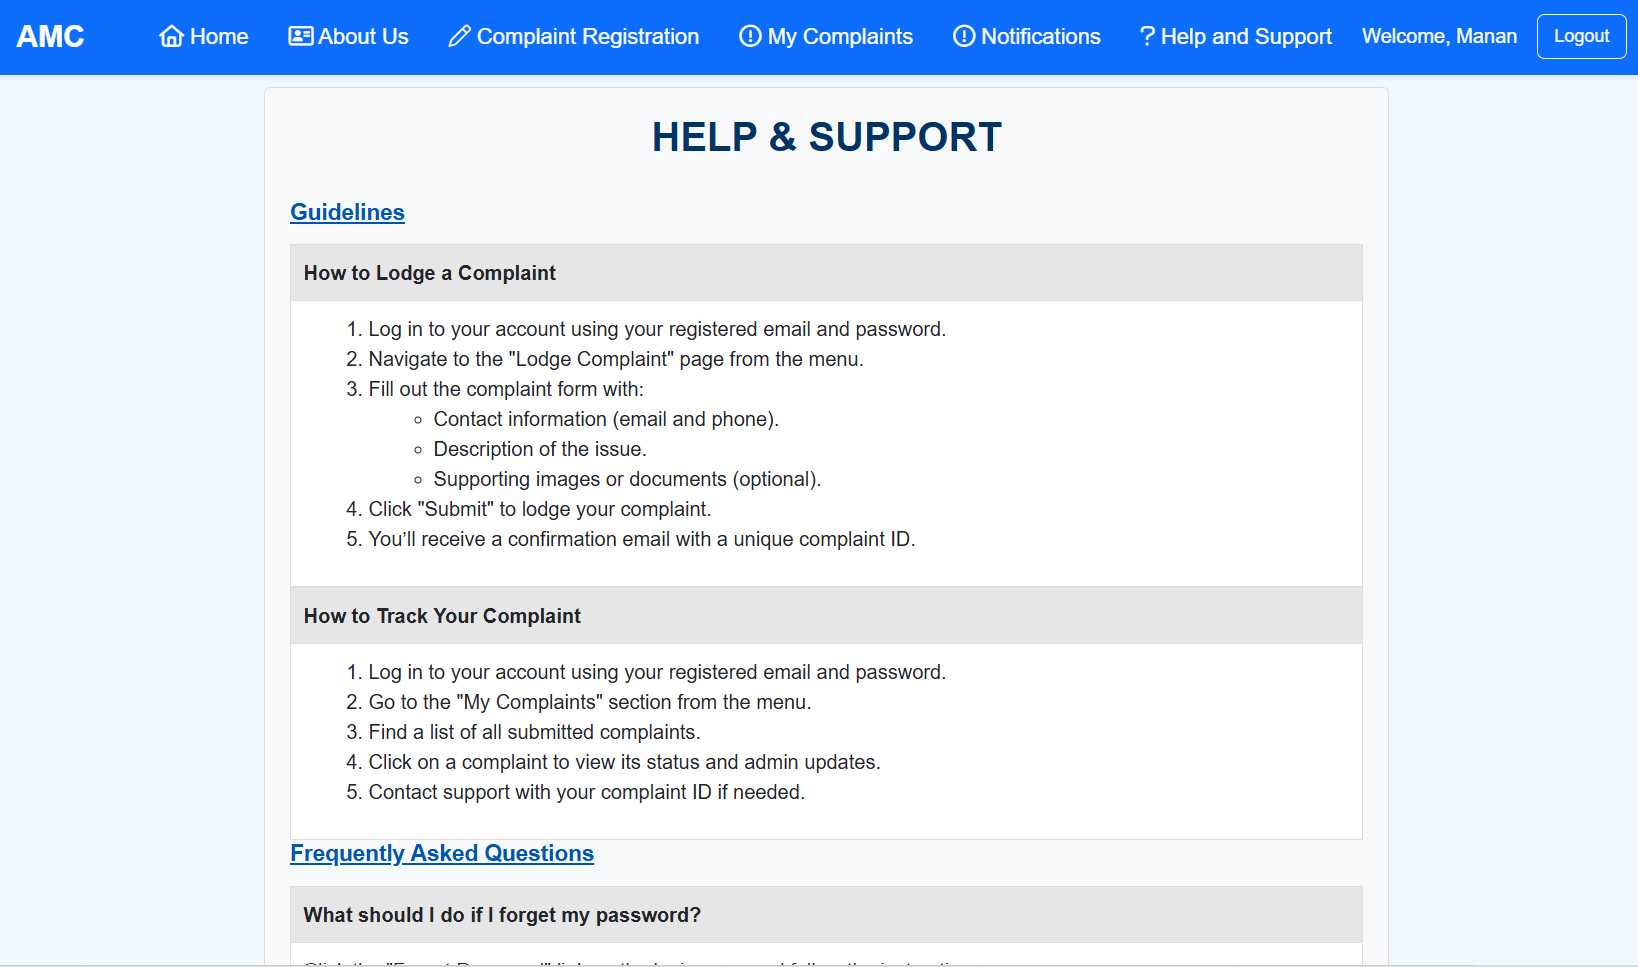 AMC Home About Us Complaint Registration My Complaints Notifications Help and Support Welcome, Manan Logout
HELP & SUPPORT
Guidelines
How to Lodge a Complaint
1. Log in to your account using your registered email and password.
2. Navigate to the "Lodge Complaint" page from the menu.
3. Fill out the complaint form with:
Contact information (email and phone).
Description of the issue.
Supporting images or documents (optional).
4. Click "Submit" to lodge your complaint.
5. You’ll receive a confirmation email with a unique complaint ID.
How to Track Your Complaint
1. Log in to your account using your registered email and password.
2. Go to the "My Complaints" section from the menu.
3. Find a list of all submitted complaints.
4. Click on a complaint to view its status and admin updates.
5. Contact support with your complaint ID if needed.
Frequently Asked Questions
What should I do if I forget my password?